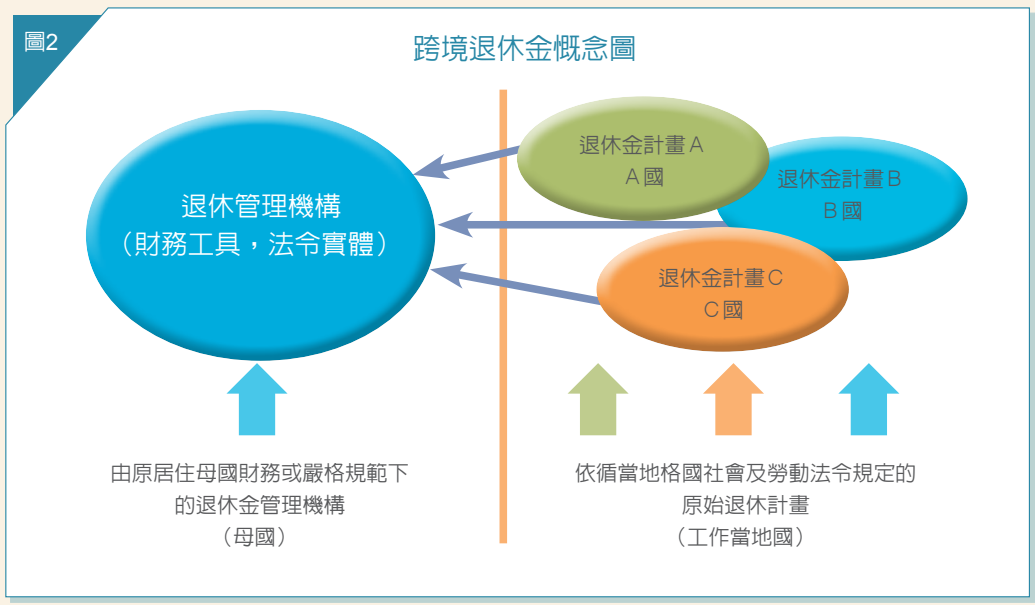 圖2
跨境退休金慨念圖
退休管理機構
（財務工具，法令實體）
退休金計畫A
A國
退休金計畫B
B國
退休金計畫C
C國
由原居住母國財務或嚴格規範下
的退休金管理機構
（母國）
依循當地格國社會及勞動法令規定的
原始退休計畫
（工作當地國）